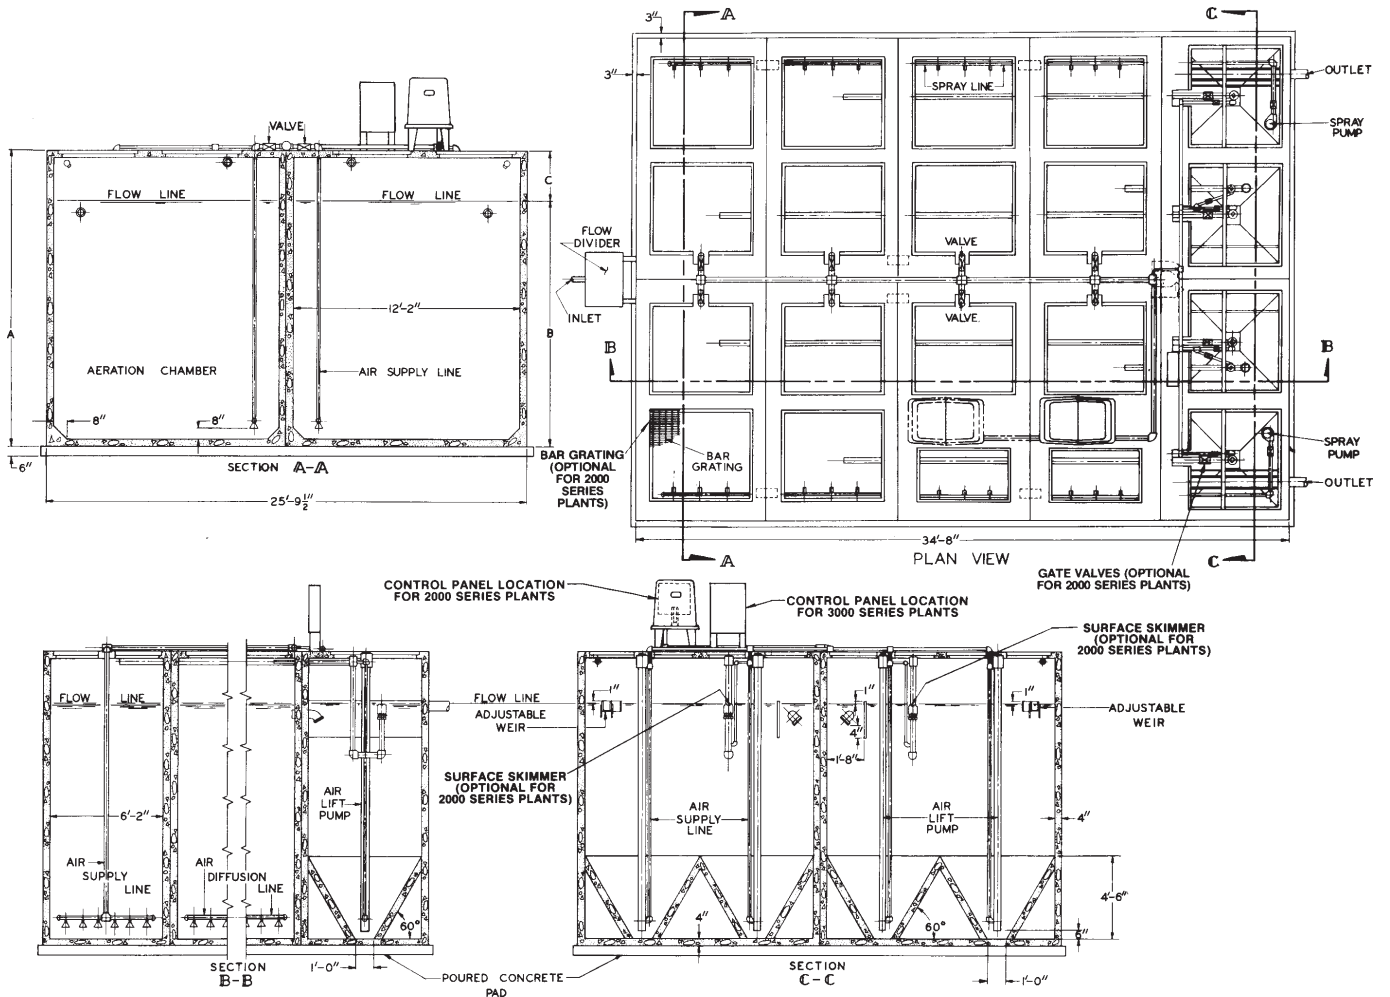 A
C
3"
3"
OUTLET
SPRAY LINE
SPRAY
PUMP
VALVE
FLOW LINE
FLOW LINE
C
FLOW
DIVIDER
VALVE
INLET
VALVE
A
12'-2"
B
B
B
AERATION CHAMBER
AIR SUPPLY LINE
8"
8"
BAR GRATING
(OPTIONAL
FOR 2000
SERIES
PLANTS)
BAR
GRATING
SPRAY
PUMP
OUTLET
6"
SECTION A-A
25'-9½"
34'-8"
A
PLAN VIEW
C
GATE VALVES (OPTIONAL
FOR 2000 SERIES PLANTS)
CONTROL PANEL LOCATION
FOR 2000 SERIES PLANTS
CONTROL PANEL LOCATION
FOR 3000 SERIES PLANTS
SURFACE SKIMMER
(OPTIONAL FOR
2000 SERIES PLANTS)
FLOW LINE
FLOW LINE
1"
1"
1"
ADJUSTABLE
WEIR
ADJUSTABLE
WEIR
4"
1'-8"
SURFACE SKIMMER
(OPTIONAL FOR
2000 SERIES PLANTS)
6'-2"
AIR
LIFT
PUMP
AIR
SUPPLY
LINE
AIR
LIFT
PUMP
4"
AIR
SUPPLY
LINE
AIR
DIFFUSION
LINE
60°
4"
60°
4'-6"
6"
SECTION
B-B
1'-0"
POURED CONCRETE
PAD
SECTION
C-C
1'-0"